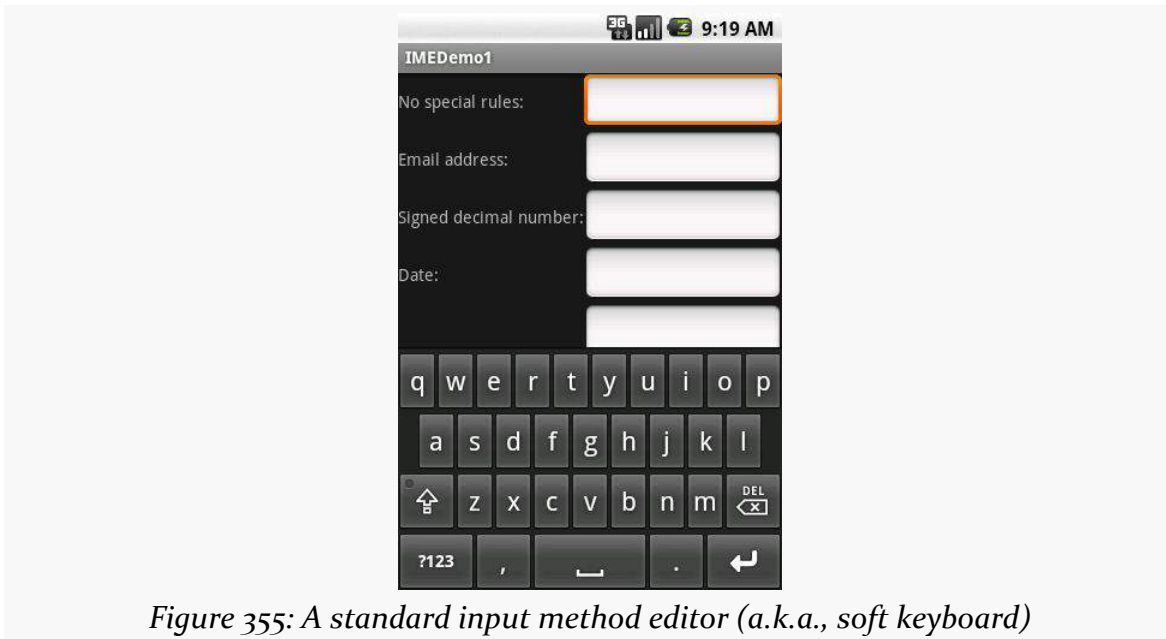 3G 9:19 AM
IMEDemo1
No special rules:
Email address:
Signed decimal number:
Date:
q w e r t y u i o p
a s d f g h j k l
z x c v b n m DEL
?123 , .
Figure 355: A standard input method editor (a.k.a., soft keyboard)